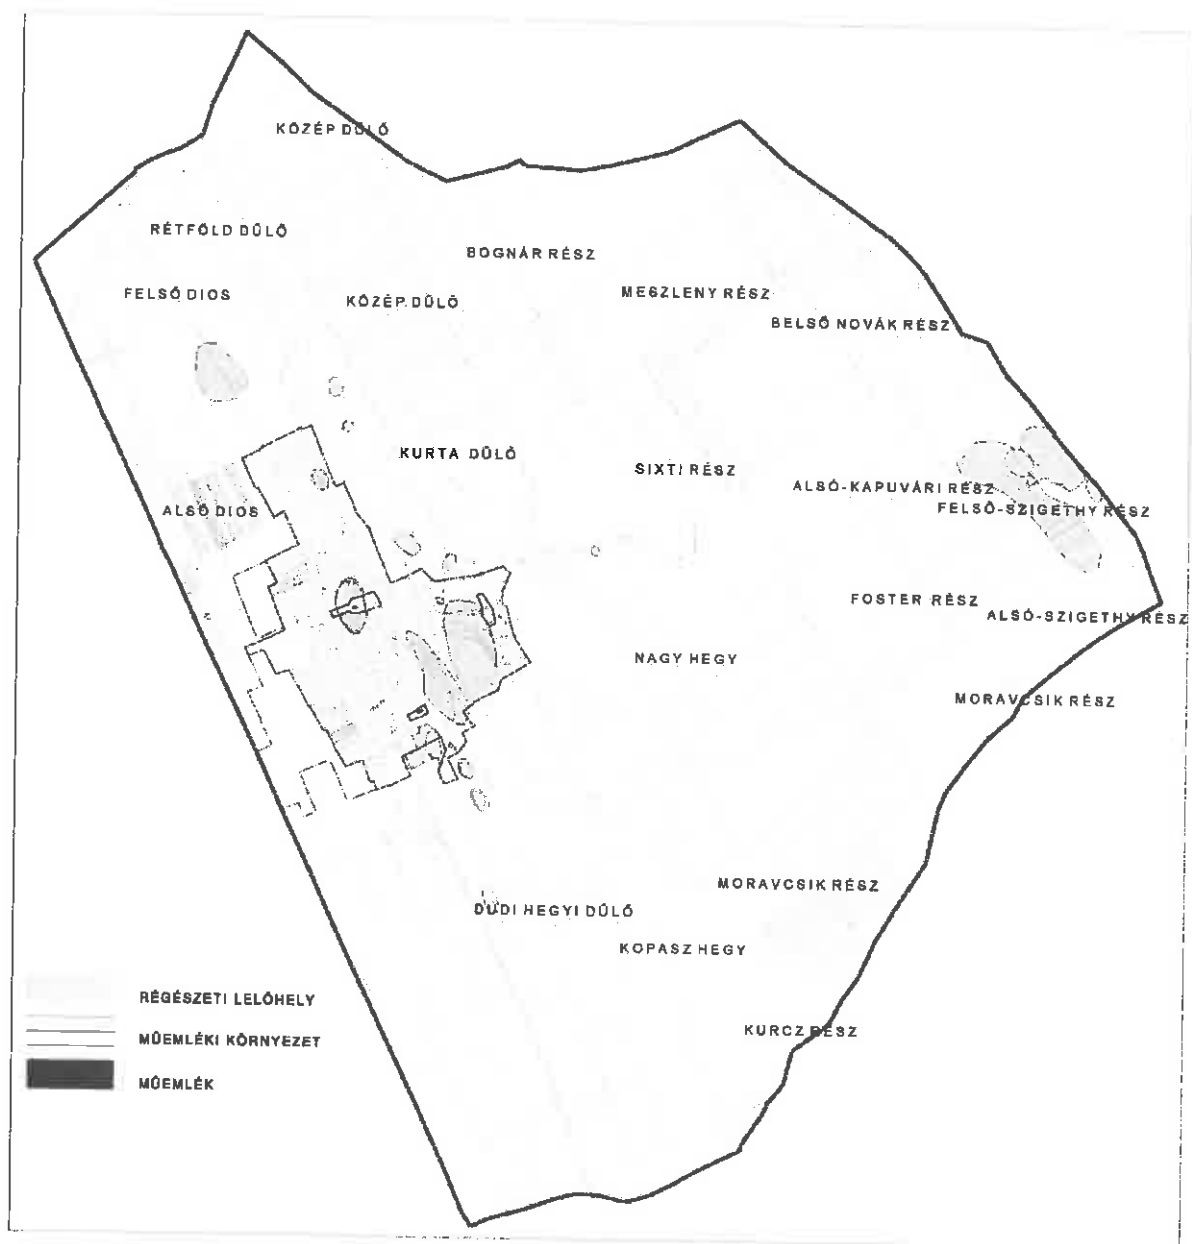 KÖZÉP DŰLŐ
RÉTFÖLD DŰLŐ
BOGNÁR RÉSZ
FELSŐ DIOS
KÖZÉP DŰLŐ
MESZLENY RÉSZ
BELSŐ NOVÁK RÉSZ
KURTA DŰLŐ
SIXTI RÉSZ
ALSÓ-KAPUVÁRI RÉSZ
ALSÓ DIOS
FELSŐ-SZIGETHY RÉSZ
FOSTER RÉSZ
ALSÓ-SZIGETHY RÉSZ
NAGY HEGY
MORAVCSIK RÉSZ
MORAVCSIK RÉSZ
DUDI HEGYI DŰLŐ
KOPASZ HEGY
RÉGÉSZETI LELŐHELY
KURCZ RÉSZ
MŰEMLÉKI KÖRNYEZET
MŰEMLÉK